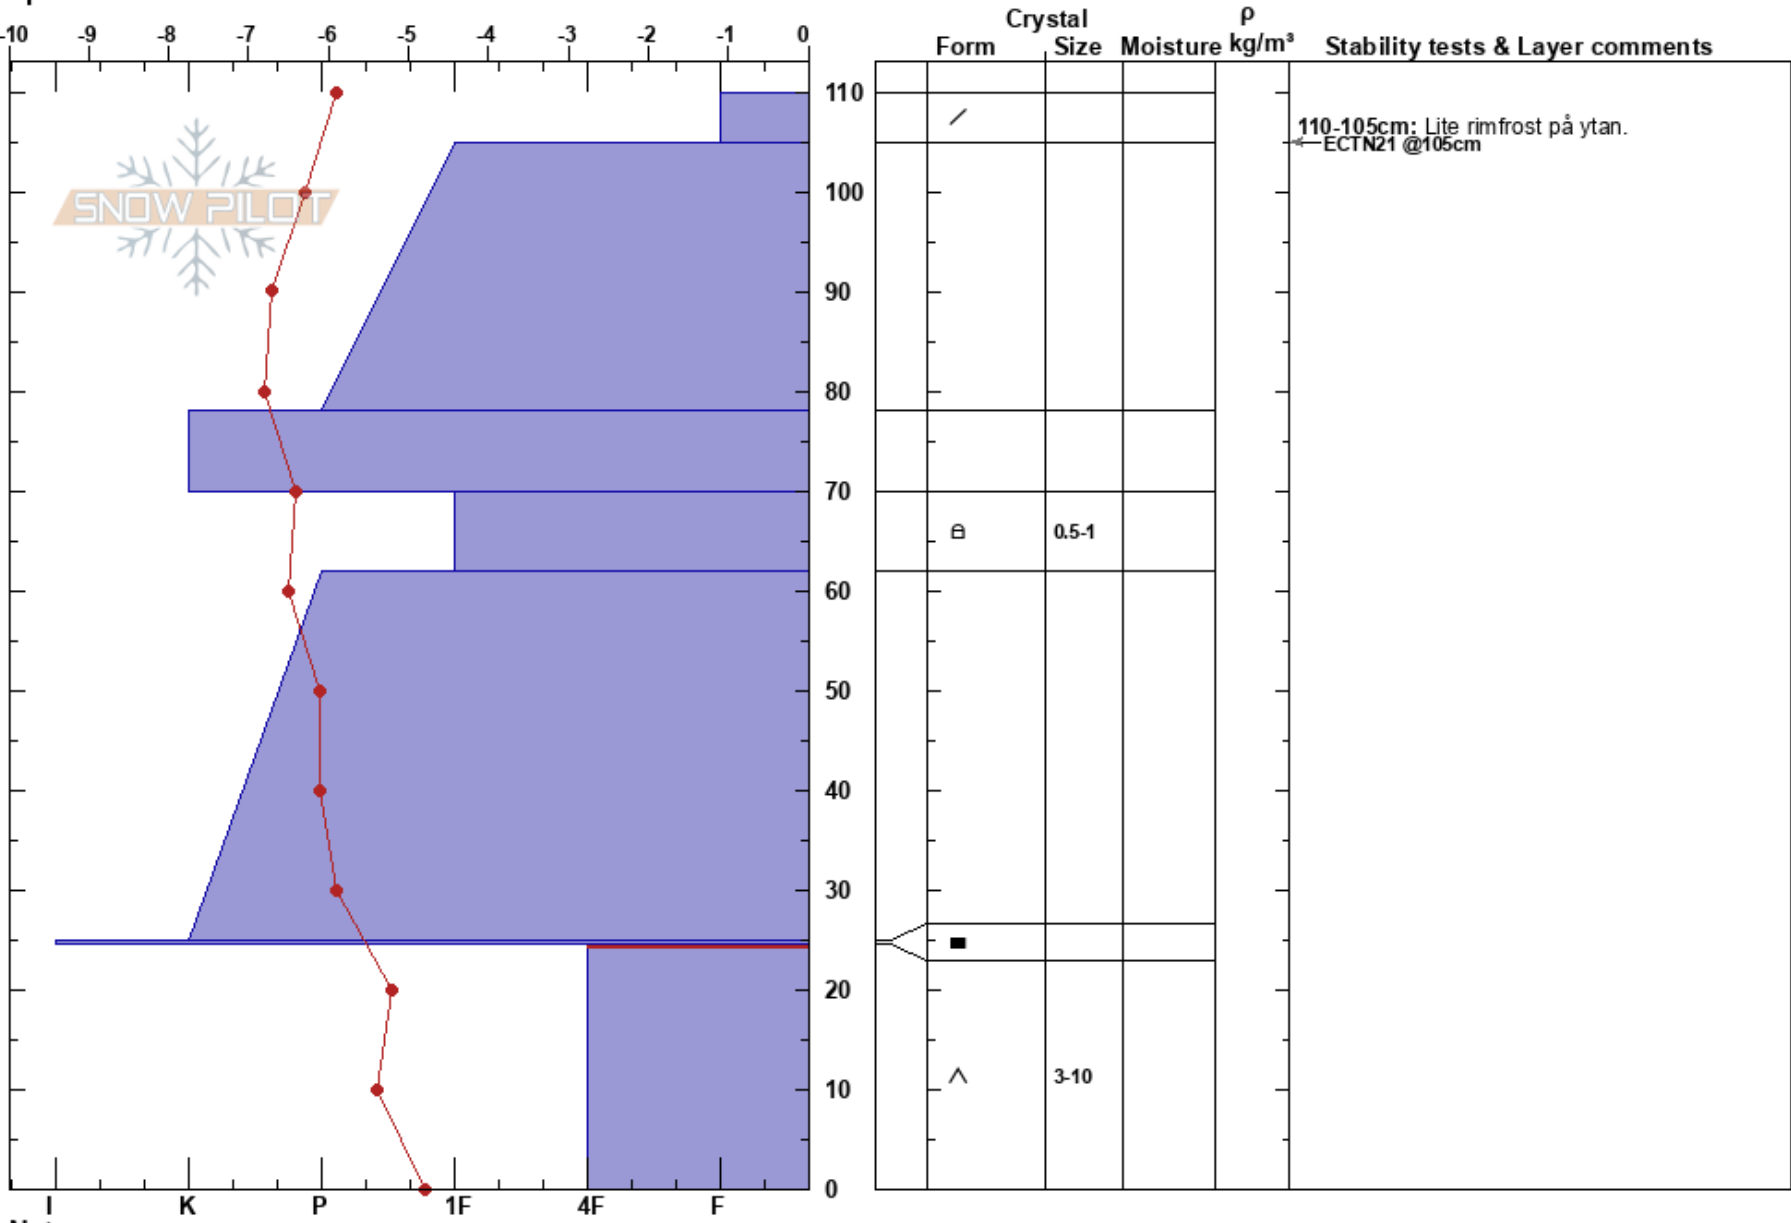 Crystal ρ
-10 -9 -8 -7 -6 -5 -4 -3 -2 -1 0
Form Size Moisture kg/m³ Stability tests & Layer comments
110
110-105cm: Lite rimfrost på ytan.
ECTN21 @105cm
SNOW PILOT
100
90
80
70
0.5-1
60
50
40
30
20
3-10
10
0
I K P 1F 4F F